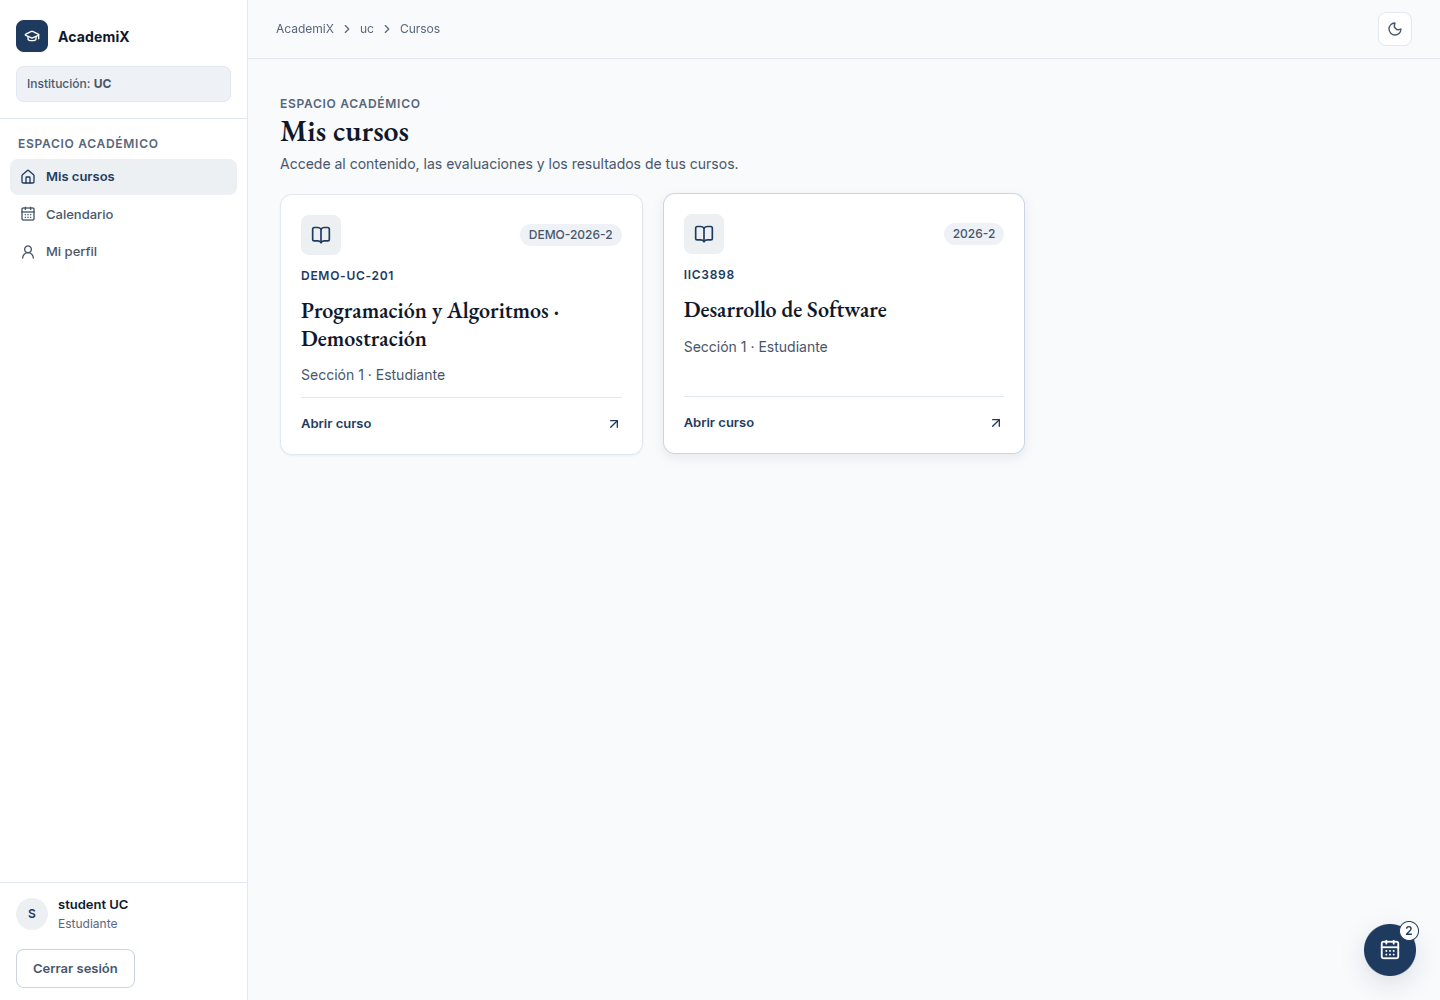 AcademiX
Institución: UC
ESPACIO ACADÉMICO
Mis cursos
Calendario
Mi perfil
student UC
S
Estudiante
Cerrar sesión
AcademiX > uc > Cursos
ESPACIO ACADÉMICO
Mis cursos
Accede al contenido, las evaluaciones y los resultados de tus cursos.
DEMO-2026-2
DEMO-UC-201
Programación y Algoritmos ·
Demostración
Sección 1 · Estudiante
Abrir curso
2026-2
IIC3898
Desarrollo de Software
Sección 1 · Estudiante
Abrir curso
2